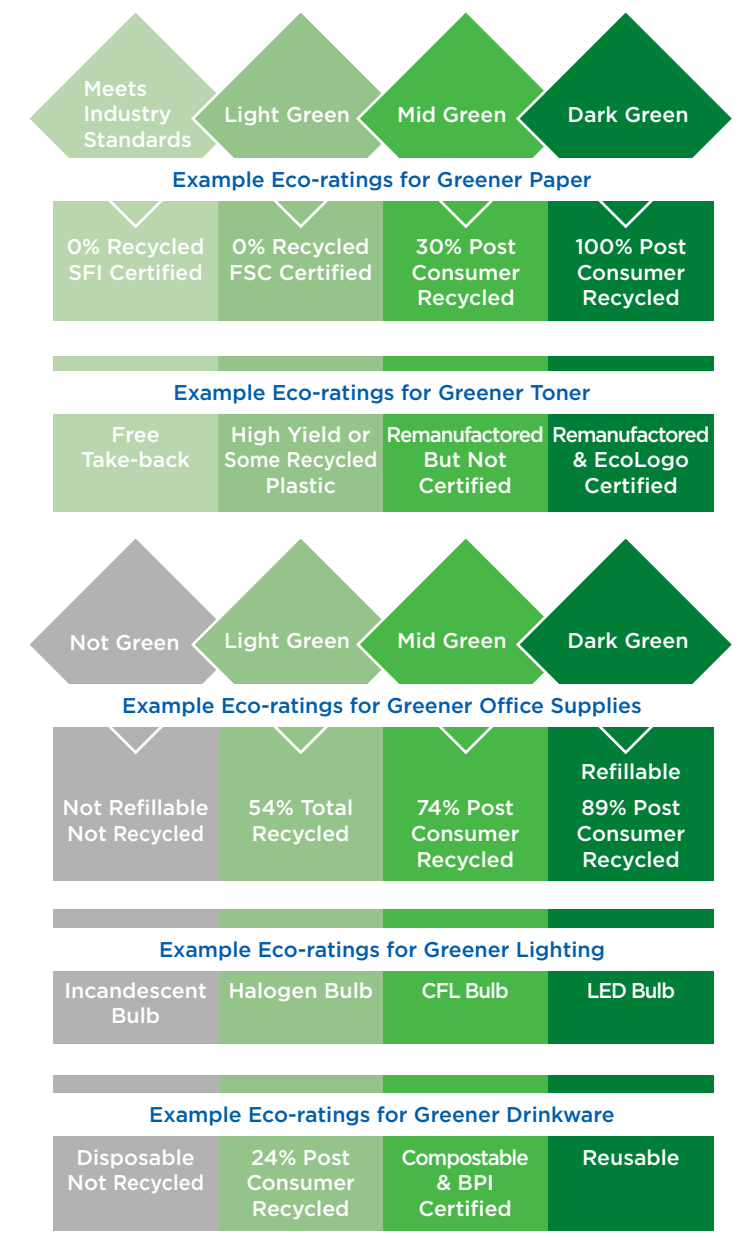 Meets
Industry
Standards
Light Green
Mid Green
Dark Green
Example Eco-ratings for Greener Paper
0% Recycled
SFI Certified
0% Recycled
FSC Certified
30% Post
Consumer
Recycled
100% Post
Consumer
Recycled
Example Eco-ratings for Greener Toner
Free
Take-back
High Yield or
Some Recycled
Plastic
Remanufactored
But Not
Certified
Remanufactored
& EcoLogo
Certified
Not Green
Light Green
Mid Green
Dark Green
Example Eco-ratings for Greener Office Supplies
Not Refillable
Not Recycled
54% Total
Recycled
74% Post
Consumer
Recycled
Refillable
89% Post
Consumer
Recycled
Example Eco-ratings for Greener Lighting
Incandescent
Bulb
Halogen Bulb
CFL Bulb
LED Bulb
Example Eco-ratings for Greener Drinkware
Disposable
Not Recycled
24% Post
Consumer
Recycled
Compostable
& BPI
Certified
Reusable